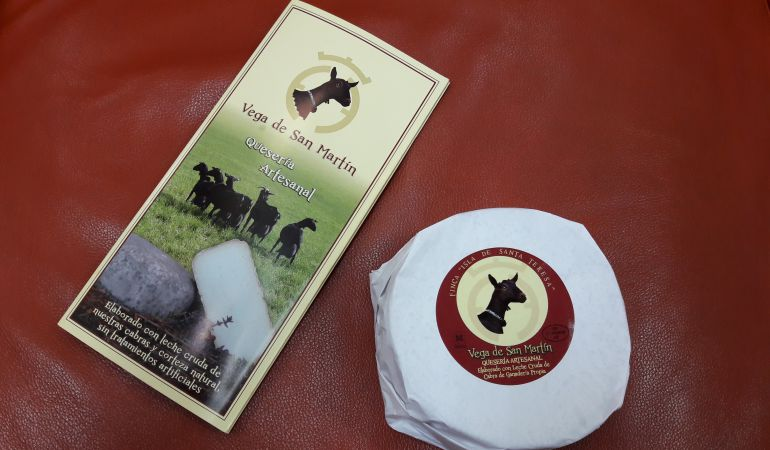 Vega de San Martín
Quesería
Artesanal
Elaborado con leche cruda de
nuestras cabras y corteza natural,
sin tratamientos artificiales
FINCA "ISLA DE SANTA TERESA"
Vega de San Martín
QUESERÍA ARTESANAL
Elaborado con Leche Cruda de
Cabra de Ganadería Propia